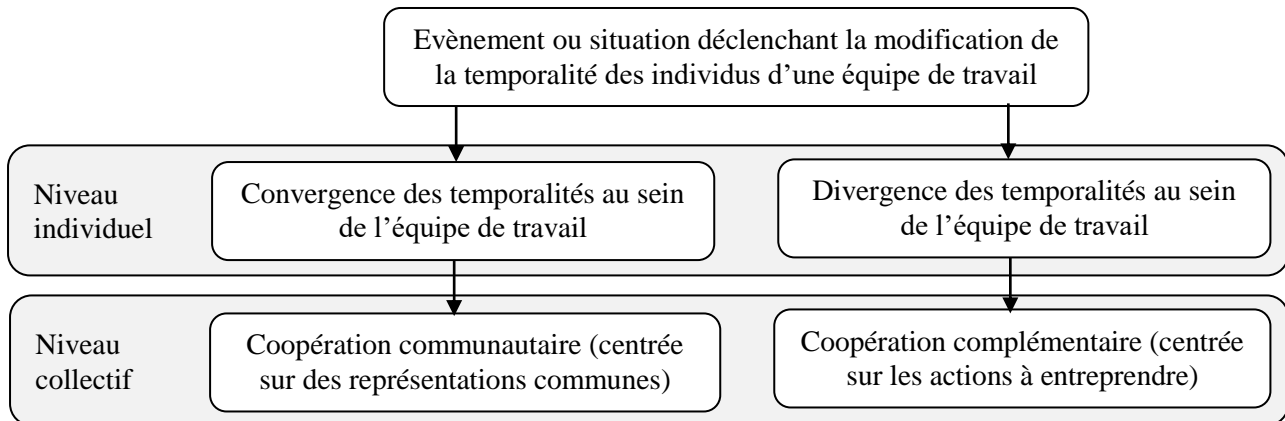 Evènement ou situation déclenchant la modification de
la temporalité des individus d’une équipe de travail
Niveau
individuel
Convergence des temporalités au sein
de l’équipe de travail
Divergence des temporalités au sein
de l’équipe de travail
Niveau
collectif
Coopération communautaire (centrée
sur des représentations communes)
Coopération complémentaire (centrée
sur les actions à entreprendre)